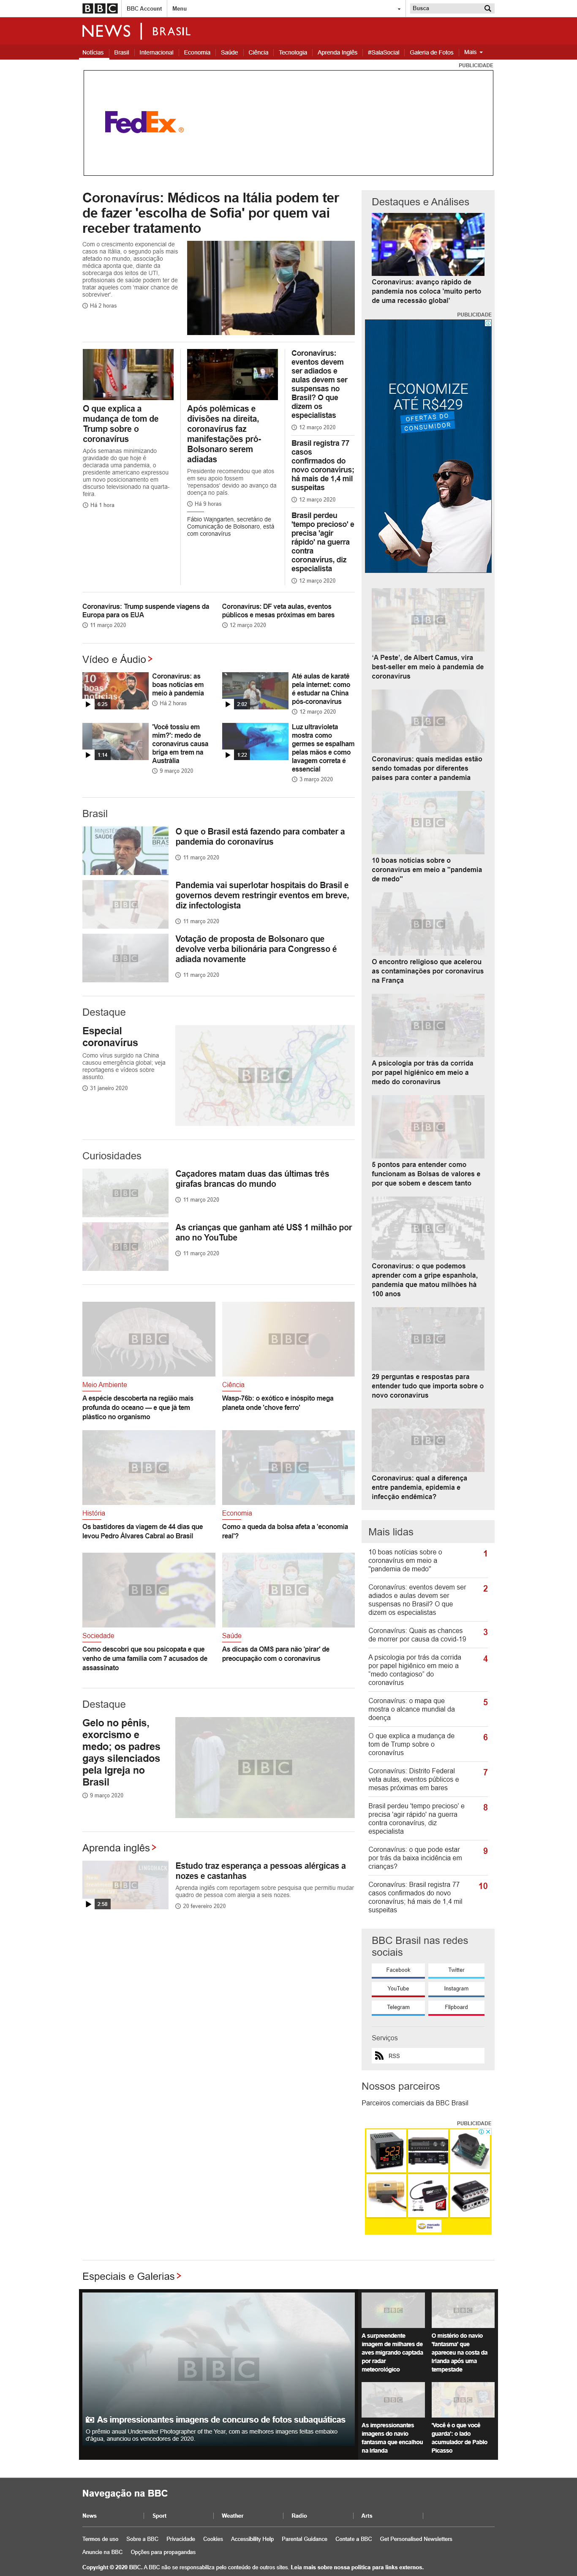 BBC
BBC Account
Menu
Busca
NEWS
BRASIL
Notícias
Brasil
Internacional
Economia
Saúde
Ciência
Tecnologia
Aprenda Inglês
#SalaSocial
Galeria de Fotos
Mais
PUBLICIDADE
FedEx
Coronavírus: Médicos na Itália podem ter
de fazer 'escolha de Sofia' por quem vai
receber tratamento
Com o crescimento exponencial de
casos na Itália, o segundo país mais
afetado no mundo, associação
médica aponta que, diante da
sobrecarga dos leitos de UTI,
profissionais de saúde podem ter de
tratar aqueles com 'maior chance de
sobreviver'.
Há 2 horas
O que explica a
mudança de tom de
Trump sobre o
coronavírus
Após semanas minimizando
gravidade do que hoje é
declarada uma pandemia, o
presidente americano expressou
um novo posicionamento em
discurso televisionado na quarta-
feira.
Há 1 hora
Após polêmicas e
divisões na direita,
coronavírus faz
manifestações pró-
Bolsonaro serem
adiadas
Presidente recomendou que atos
em seu apoio fossem
'repensados' devido ao avanço da
doença no país.
Há 9 horas
Fábio Wajngarten, secretário de
Comunicação de Bolsonaro, está
com coronavírus
Coronavírus:
eventos devem
ser adiados e
aulas devem ser
suspensas no
Brasil? O que
dizem os
especialistas
12 março 2020
Brasil registra 77
casos
confirmados do
novo coronavírus;
há mais de 1,4 mil
suspeitas
12 março 2020
Brasil perdeu
'tempo precioso' e
precisa 'agir
rápido' na guerra
contra
coronavírus, diz
especialista
12 março 2020
Coronavírus: Trump suspende viagens da
Europa para os EUA
11 março 2020
Coronavírus: DF veta aulas, eventos
públicos e mesas próximas em bares
12 março 2020
Vídeo e Áudio
10
boas
notícias
6:25
Coronavírus: as
boas notícias em
meio à pandemia
Há 2 horas
2:02
Até aulas de karatê
pela internet: como
é estudar na China
pós-coronavírus
12 março 2020
1:14
'Você tossiu em
mim?': medo de
coronavírus causa
briga em trem na
Austrália
9 março 2020
1:22
Luz ultravioleta
mostra como
germes se espalham
pelas mãos e como
lavagem correta é
essencial
3 março 2020
Brasil
O que o Brasil está fazendo para combater a
pandemia do coronavírus
11 março 2020
Pandemia vai superlotar hospitais do Brasil e
governos devem restringir eventos em breve,
diz infectologista
11 março 2020
Votação de proposta de Bolsonaro que
devolve verba bilionária para Congresso é
adiada novamente
11 março 2020
Destaque
Especial
coronavírus
Como vírus surgido na China
causou emergência global; veja
reportagens e vídeos sobre
assunto.
31 janeiro 2020
Curiosidades
Caçadores matam duas das últimas três
girafas brancas do mundo
11 março 2020
As crianças que ganham até US$ 1 milhão por
ano no YouTube
11 março 2020
Meio Ambiente
A espécie descoberta na região mais
profunda do oceano — e que já tem
plástico no organismo
Ciência
Wasp-76b: o exótico e inóspito mega
planeta onde 'chove ferro'
História
Os bastidores da viagem de 44 dias que
levou Pedro Álvares Cabral ao Brasil
Economia
Como a queda da bolsa afeta a 'economia
real'?
Sociedade
Como descobri que sou psicopata e que
venho de uma família com 7 acusados de
assassinato
Saúde
As dicas da OMS para não 'pirar' de
preocupação com o coronavírus
Destaque
Gelo no pênis,
exorcismo e
medo; os padres
gays silenciados
pela Igreja no
Brasil
9 março 2020
Aprenda inglês
2:58
Estudo traz esperança a pessoas alérgicas a
nozes e castanhas
Aprenda inglês com reportagem sobre pesquisa que permitiu mudar
quadro de pessoa com alergia a seis nozes.
20 fevereiro 2020
Destaques e Análises
Coronavírus: avanço rápido de
pandemia nos coloca 'muito perto
de uma recessão global'
PUBLICIDADE
ECONOMIZE
ATÉ R$429
OFERTAS DO
CONSUMIDOR
'A Peste', de Albert Camus, vira
best-seller em meio à pandemia de
coronavírus
Coronavírus: quais medidas estão
sendo tomadas por diferentes
países para conter a pandemia
10 boas notícias sobre o
coronavírus em meio a "pandemia
de medo"
O encontro religioso que acelerou
as contaminações por coronavírus
na França
A psicologia por trás da corrida
por papel higiênico em meio a
medo do coronavírus
5 pontos para entender como
funcionam as Bolsas de valores e
por que sobem e descem tanto
Coronavírus: o que podemos
aprender com a gripe espanhola,
pandemia que matou milhões há
100 anos
29 perguntas e respostas para
entender tudo que importa sobre o
novo coronavírus
Coronavírus: qual a diferença
entre pandemia, epidemia e
infecção endêmica?
Mais lidas
10 boas notícias sobre o
coronavírus em meio a
"pandemia de medo"
1
Coronavírus: eventos devem ser
adiados e aulas devem ser
suspensas no Brasil? O que
dizem os especialistas
2
Coronavírus: Quais as chances
de morrer por causa da covid-19
3
A psicologia por trás da corrida
por papel higiênico em meio a
"medo contagioso" do
coronavírus
4
Coronavírus: o mapa que
mostra o alcance mundial da
doença
5
O que explica a mudança de
tom de Trump sobre o
coronavírus
6
Coronavírus: Distrito Federal
veta aulas, eventos públicos e
mesas próximas em bares
7
Brasil perdeu 'tempo precioso' e
precisa 'agir rápido' na guerra
contra coronavírus, diz
especialista
8
Coronavírus: o que pode estar
por trás da baixa incidência em
crianças?
9
Coronavírus: Brasil registra 77
casos confirmados do novo
coronavírus; há mais de 1,4 mil
suspeitas
10
BBC Brasil nas redes
sociais
Facebook
Twitter
YouTube
Instagram
Telegram
Flipboard
Serviços
RSS
Nossos parceiros
Parceiros comerciais da BBC Brasil
PUBLICIDADE
Especiais e Galerias
As impressionantes imagens de concurso de fotos subaquáticas
O prêmio anual Underwater Photographer of the Year, com as melhores imagens feitas embaixo
d'água, anunciou os vencedores de 2020.
A surpreendente
imagem de milhares de
aves migrando captada
por radar
meteorológico
O mistério do navio
'fantasma' que
apareceu na costa da
Irlanda após uma
tempestade
As impressionantes
imagens do navio
fantasma que encalhou
na Irlanda
'Você é o que você
guarda': o lado
acumulador de Pablo
Picasso
Navegação na BBC
News
Sport
Weather
Radio
Arts
Termos de uso
Sobre a BBC
Privacidade
Cookies
Accessibility Help
Parental Guidance
Contate a BBC
Get Personalised Newsletters
Anuncie na BBC
Opções para propagandas
Copyright © 2020 BBC. A BBC não se responsabiliza pelo conteúdo de outros sites. Leia mais sobre nossa política para links externos.